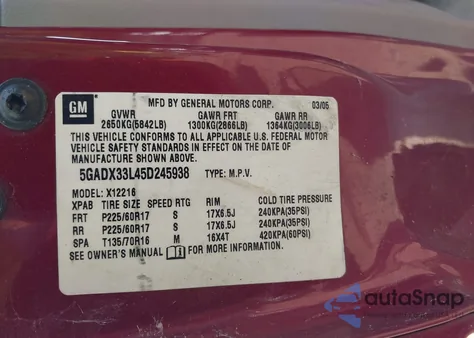 GM
MFD BY GENERAL MOTORS CORP. 03/05
GVWR GAWR FRT GAWR RR
2650KG(5842LB) 1300KG(2866LB) 1364KG(3006LB)
THIS VEHICLE CONFORMS TO ALL APPLICABLE U.S. FEDERAL MOTOR
VEHICLE SAFETY STANDARDS IN EFFECT ON THE DATE OF
MANUFACTURE SHOWN ABOVE.
5GADX33L45D245938 TYPE: M.P.V.
MODEL: X12216
XPAB TIRE SIZE SPEED RTG RIM COLD TIRE PRESSURE
FRT P225/60R17 S 17X6.5J 240KPA(35PSI)
RR P225/60R17 S 17X6.5J 240KPA(35PSI)
SPA T135/70R16 M 16X4T 420KPA(60PSI)
SEE OWNER'S MANUAL FOR MORE INFORMATION.
autoSnap
www.autosnap